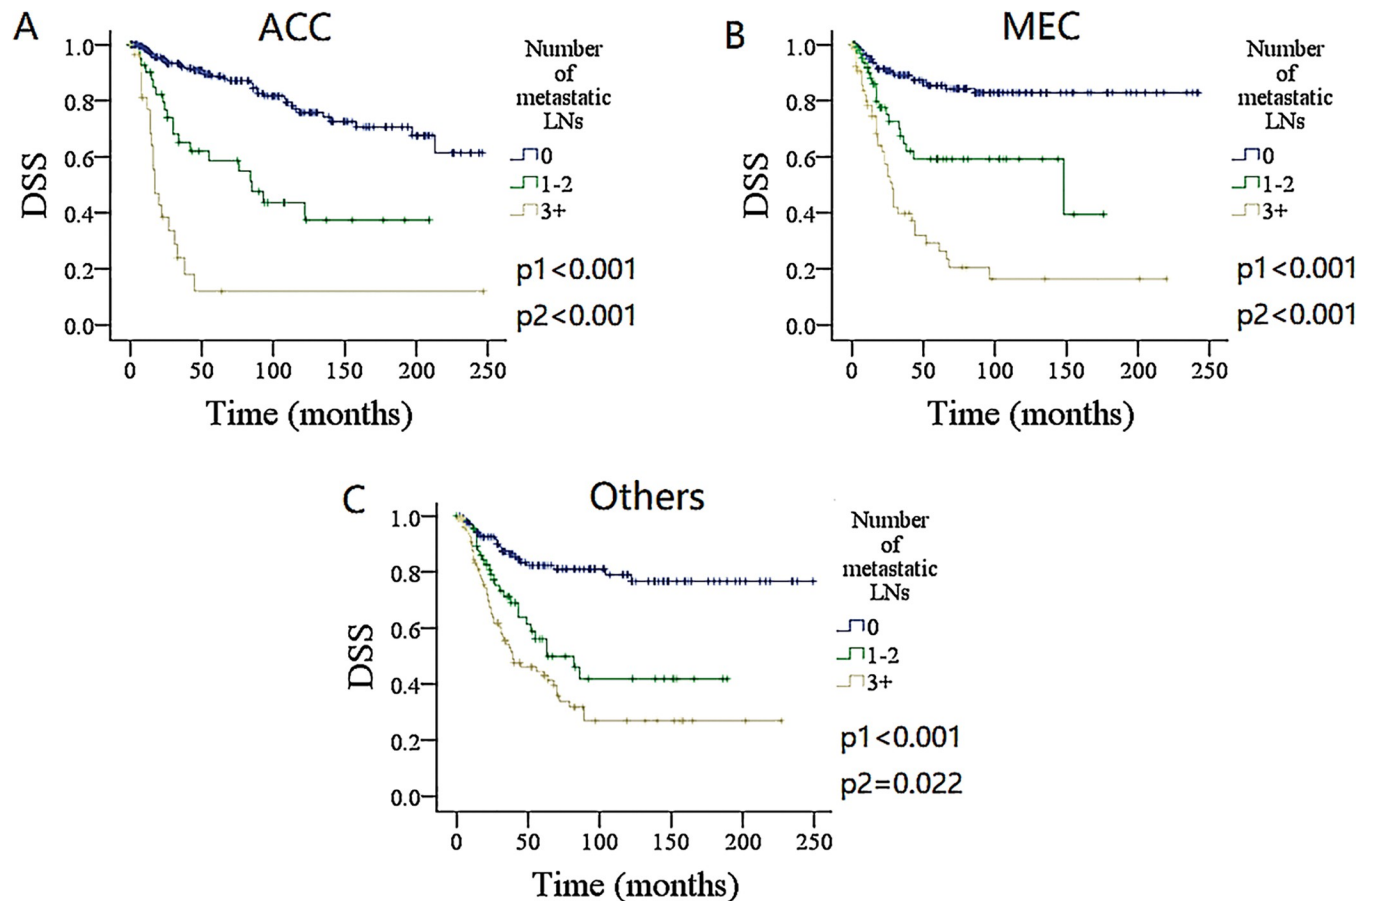 A
ACC
DSS
1.0
0.8
0.6
0.4
0.2
0.0
0 50 100 150 200 250
Time (months)
Number
of
metastatic
LNs
0
1-2
3+
p1<0.001
p2<0.001
B
MEC
DSS
1.0
0.8
0.6
0.4
0.2
0.0
0 50 100 150 200 250
Time (months)
Number
of
metastatic
LNs
0
1-2
3+
p1<0.001
p2<0.001
C
Others
DSS
1.0
0.8
0.6
0.4
0.2
0.0
0 50 100 150 200 250
Time (months)
Number
of
metastatic
LNs
0
1-2
3+
p1<0.001
p2=0.022